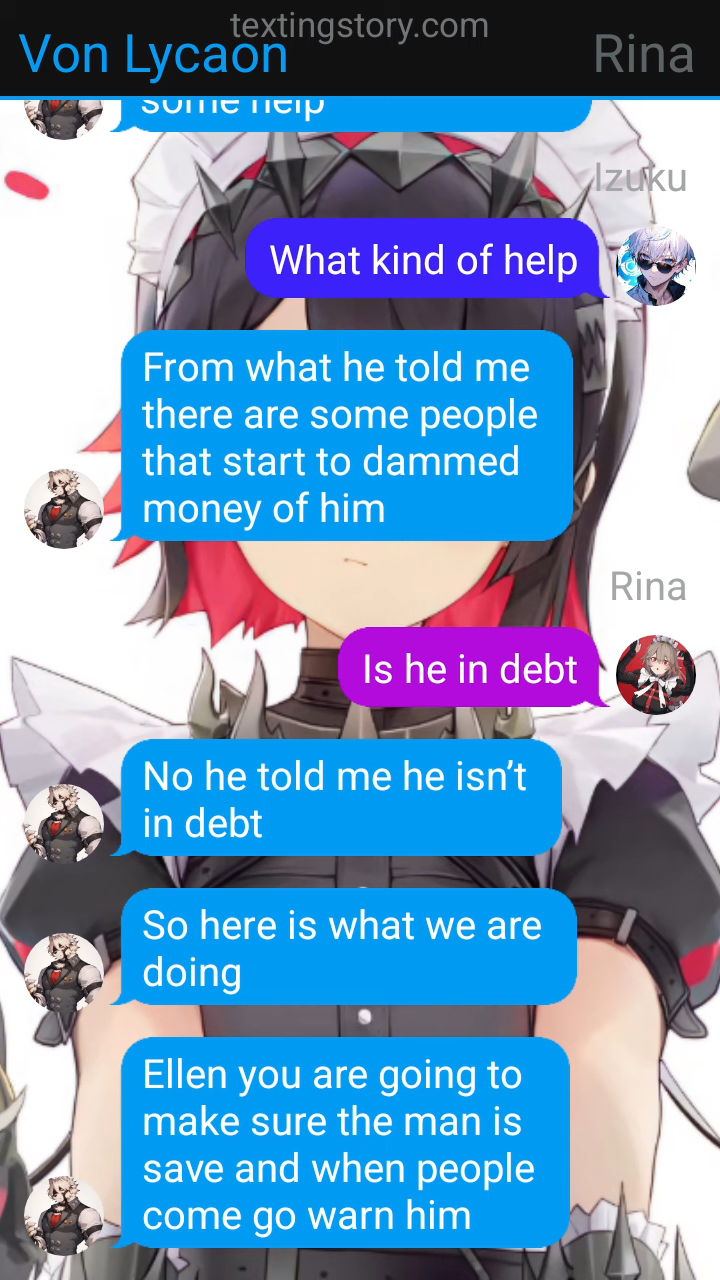 textingstory.com
Von Lycaon
Rina
some help
Izuku
What kind of help
From what he told me
there are some people
that start to dammed
money of him
Rina
Is he in debt
No he told me he isn’t
in debt
So here is what we are
doing
Ellen you are going to
make sure the man is
save and when people
come go warn him